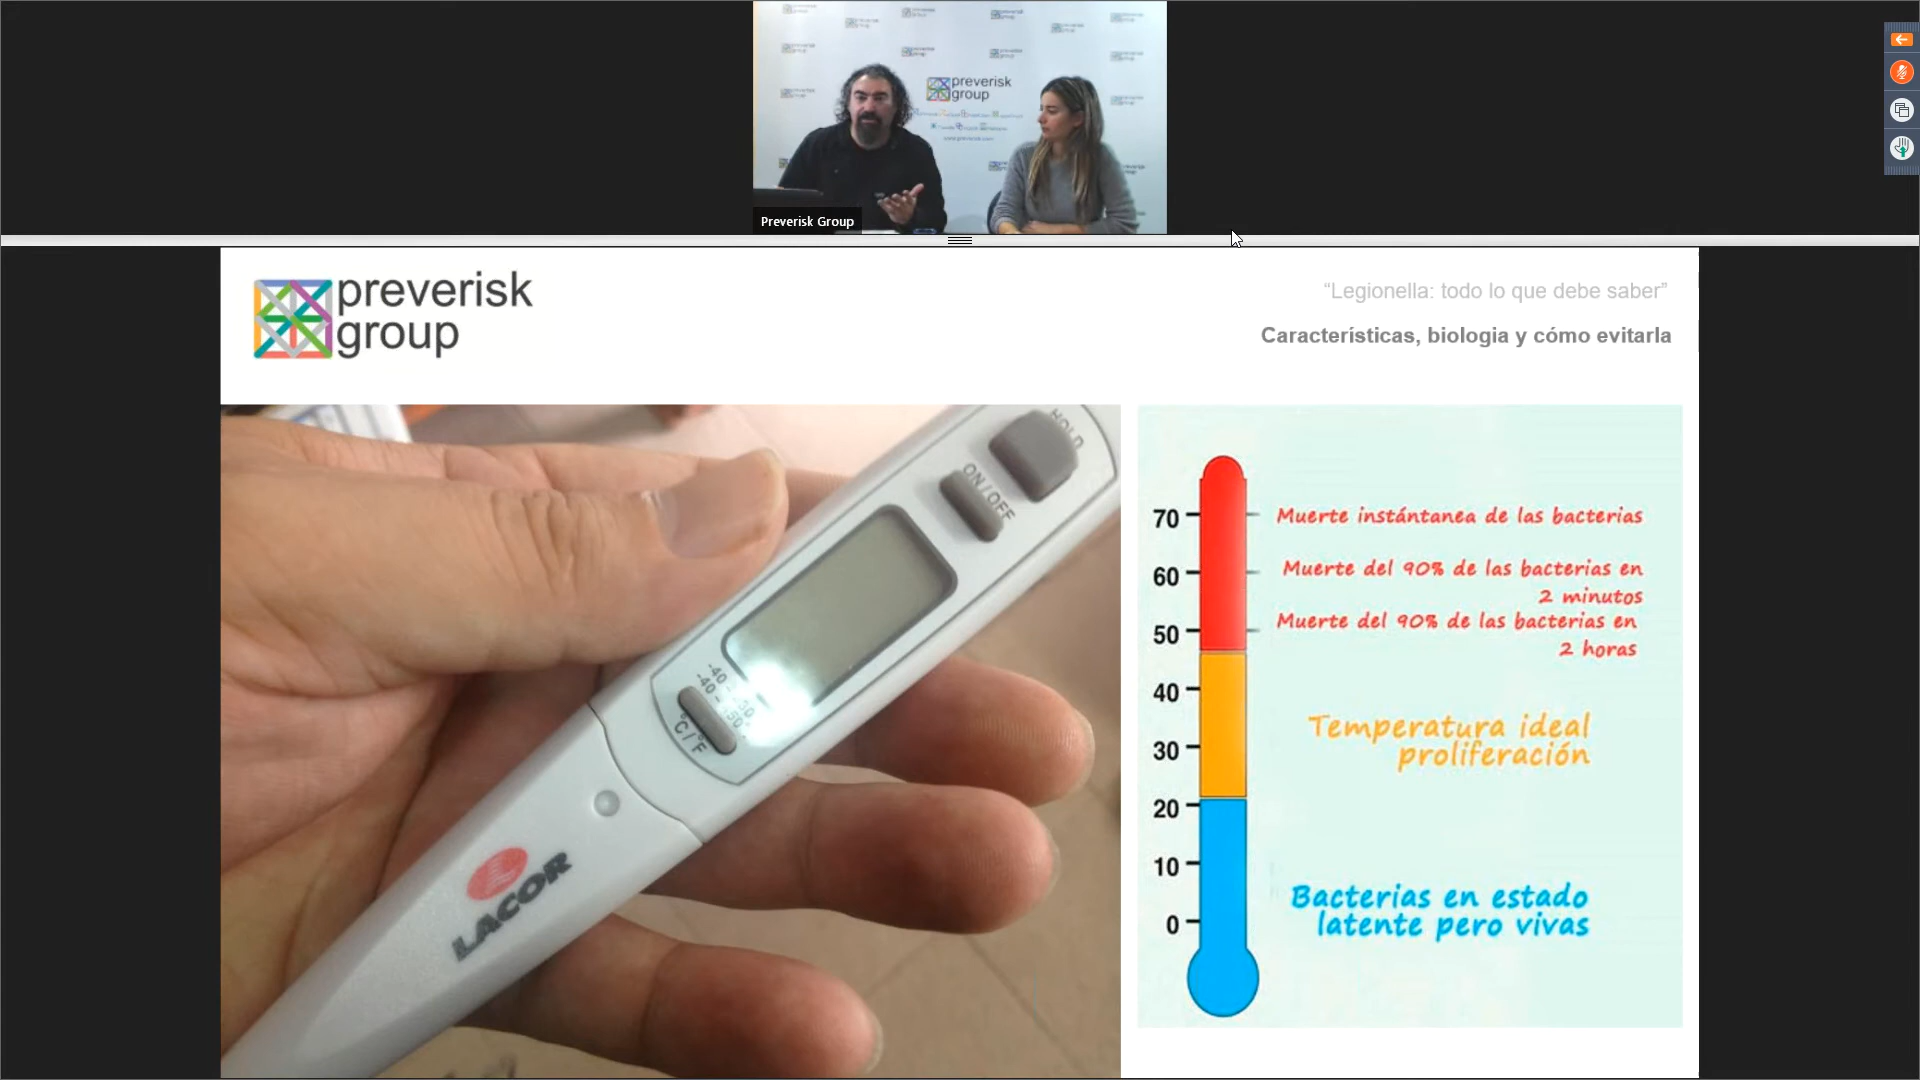 preverisk
group
Preverisk Group
preverisk
group
“Legionella: todo lo que debe saber”
Características, biologia y cómo evitarla
HOLD
ON/OFF
°C/°F
LACOR
70
Muerte instántanea de las bacterias
60
Muerte del 90% de las bacterias en
2 minutos
50
Muerte del 90% de las bacterias en
2 horas
40
Temperatura ideal
30
proliferación
20
10
Bacterias en estado
latente pero vivas
0